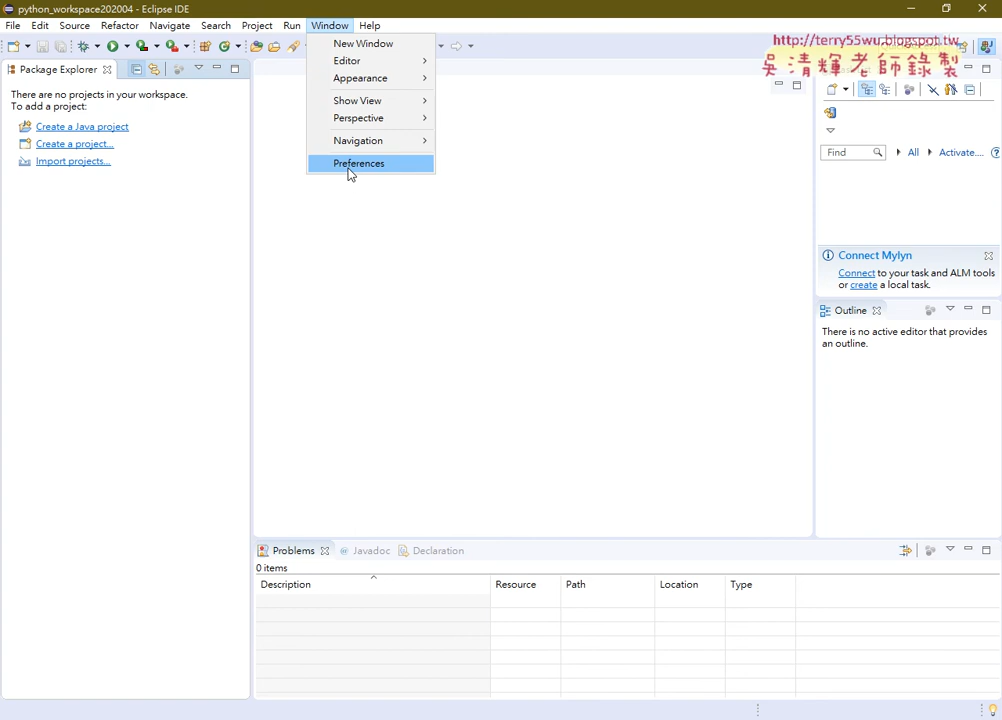 python_workspace202004 - Eclipse IDE
File Edit Source Refactor Navigate Search Project Run Window Help
http://terry55wu.blogspot.tw
吳清輝老師錄製
Package Explorer
There are no projects in your workspace.
To add a project:
Create a Java project
Create a project...
Import projects...
New Window
Editor
Appearance
Show View
Perspective
Navigation
Preferences
Find
All
Activate...
Connect Mylyn
Connect to your task and ALM tools
or create a local task.
Outline
There is no active editor that provides
an outline.
Problems Javadoc Declaration
0 items
Description Resource Path Location Type